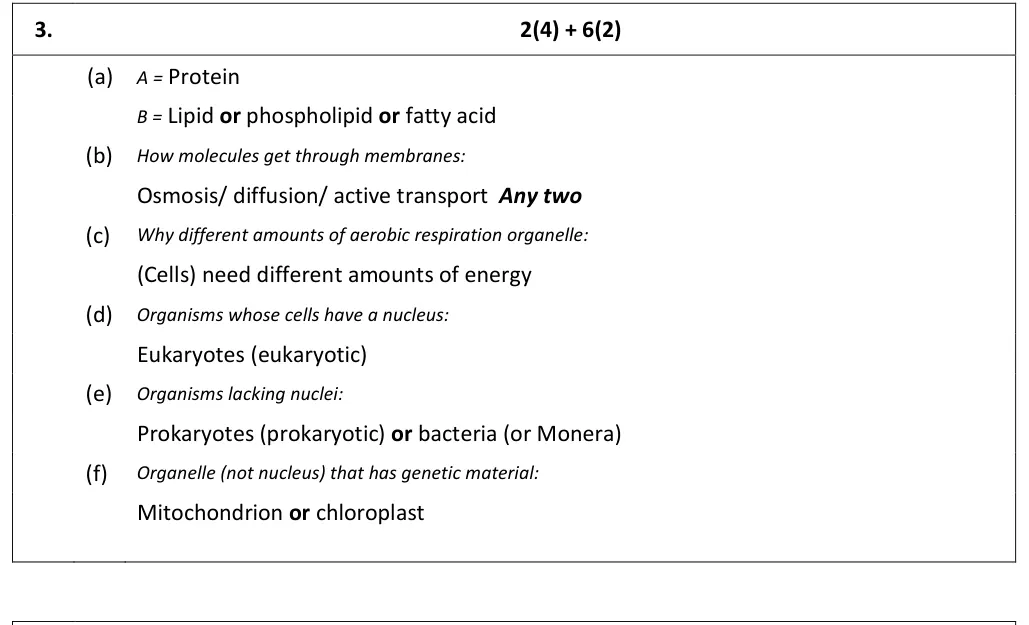 3. 2(4) + 6(2)
(a) A = Protein
B = Lipid or phospholipid or fatty acid
(b) How molecules get through membranes:
Osmosis/ diffusion/ active transport Any two
(c) Why different amounts of aerobic respiration organelle:
(Cells) need different amounts of energy
(d) Organisms whose cells have a nucleus:
Eukaryotes (eukaryotic)
(e) Organisms lacking nuclei:
Prokaryotes (prokaryotic) or bacteria (or Monera)
(f) Organelle (not nucleus) that has genetic material:
Mitochondrion or chloroplast